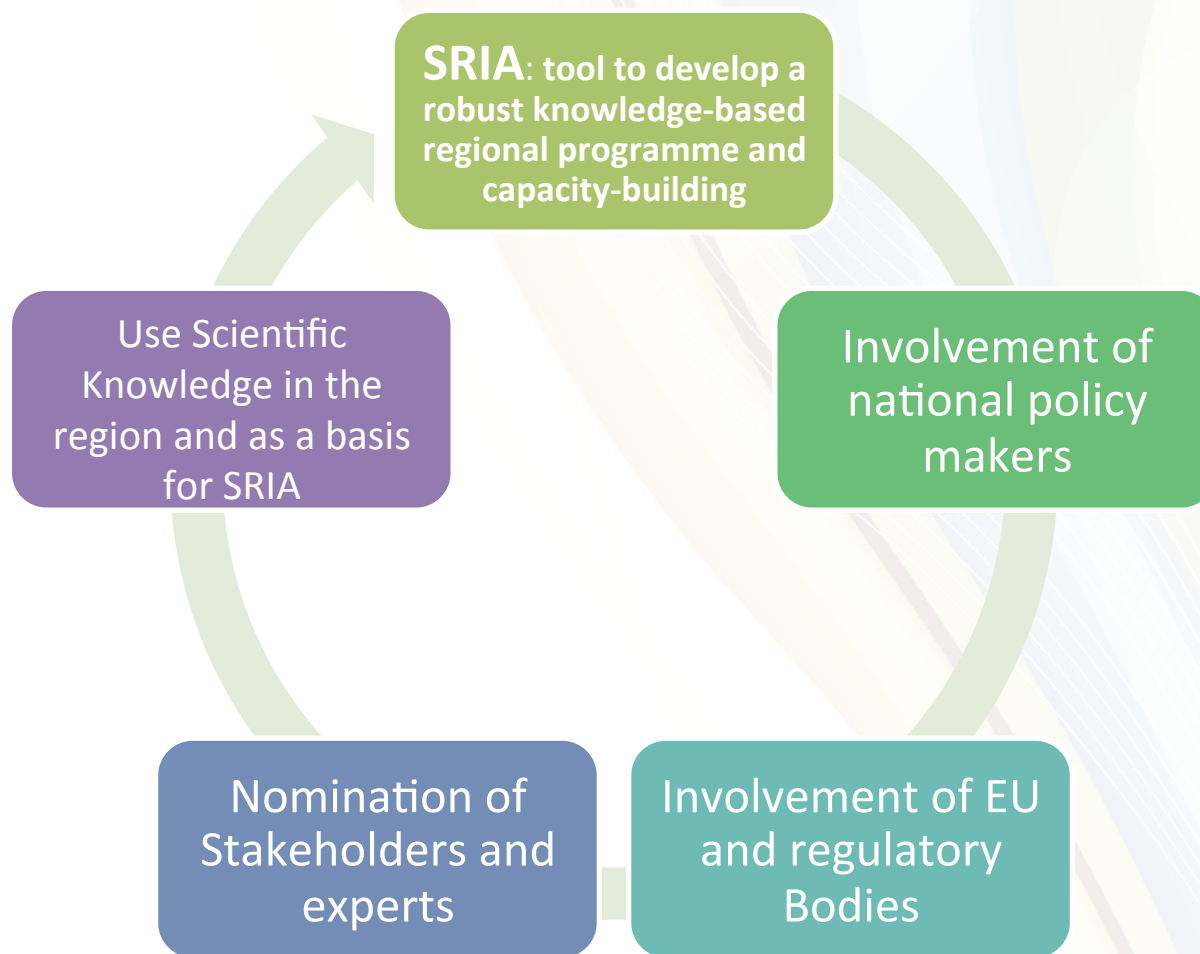 SRIA: tool to develop a
robust knowledge-based
regional programme and
capacity-building
Involvement of
national policy
makers
Involvement of EU
and regulatory
Bodies
Nomination of
Stakeholders and
experts
Use Scientific
Knowledge in the
region and as a basis
for SRIA